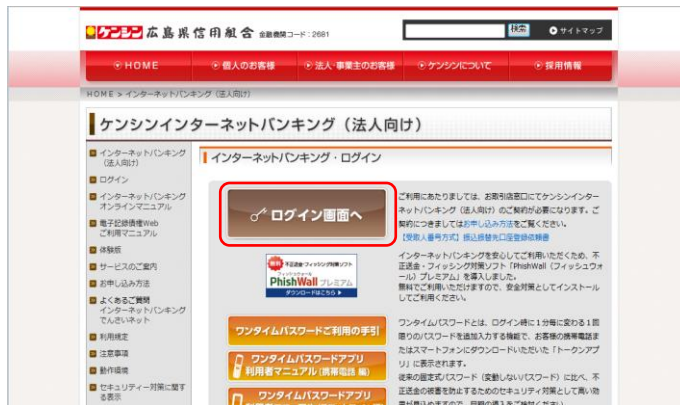 ケンシン 広島県信用組合 金融機関コード：2681
検索
サイトマップ
HOME
個人のお客様
法人・事業主のお客様
ケンシンについて
採用情報
HOME > インターネットバンキング（法人向け）
ケンシンインターネットバンキング（法人向け）
インターネットバンキング
（法人向け）
ログイン
インターネットバンキング
オンラインマニュアル
電子記録債権Web
ご利用マニュアル
体験版
サービスのご案内
お申し込み方法
よくあるご質問
インターネットバンキング
でんさいネット
利用規定
注意事項
動作環境
セキュリティー対策に関す
る表示
インターネットバンキング・ログイン
ログイン画面へ
無料 不正送金・フィッシング対策ソフト
フィッシュウォール
PhishWall プレミアム
ダウンロードはこちら
ワンタイムパスワードご利用の手引
ワンタイムパスワードアプリ
利用者マニュアル（携帯電話 編）
ワンタイムパスワードアプリ
ご利用にあたりましては、お取引店窓口にてケンシンインター
ネットバンキング（法人向け）のご契約が必要になります。ご
契約につきましてはお申し込み方法をご覧ください。
【受取人番号方式】振込振替先口座登録依頼書
インターネットバンキングを安心してご利用いただくため、不
正送金・フィッシング対策ソフト「PhishWall（フィッシュウォ
ール）プレミアム」を導入しました。
無料でご利用いただけますので、安全対策としてインストール
してご利用ください。
ワンタイムパスワードとは、ログイン時に１分毎に変わる１回
限りのパスワードを追加入力する機能で、お客様の携帯電話ま
たはスマートフォンにダウンロードいただいた「トークンアプ
リ」に表示されます。
従来の固定式パスワード（変動しないパスワード）に比べ、不
正送金の被害を防止するためのセキュリティ対策として高い効